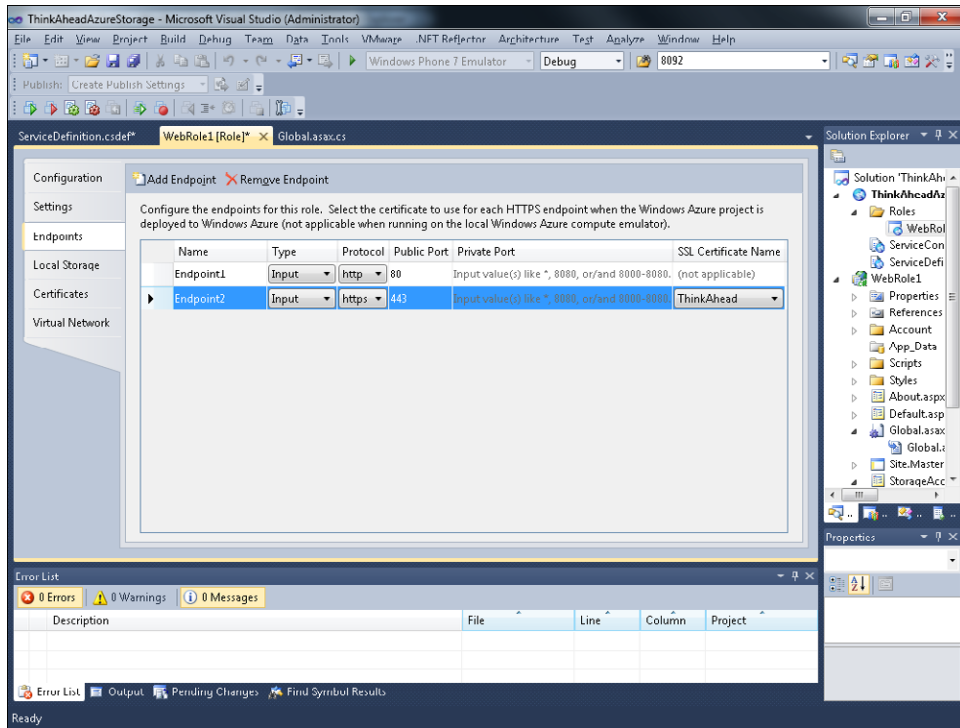 ThinkAheadAzureStorage - Microsoft Visual Studio (Administrator)
File Edit View Project Build Debug Team Data Tools VMware .NET Reflector Architecture Test Analyze Window Help
Windows Phone 7 Emulator Debug 8092
Publish: Create Publish Settings
ServiceDefinition.csdef* WebRole1 [Role]* Global.asax.cs
Solution Explorer
Configuration
Settings
Endpoints
Local Storage
Certificates
Virtual Network
Add Endpoint Remove Endpoint
Configure the endpoints for this role. Select the certificate to use for each HTTPS endpoint when the Windows Azure project is
deployed to Windows Azure (not applicable when running on the local Windows Azure compute emulator).
Name Type Protocol Public Port Private Port SSL Certificate Name
Endpoint1 Input http 80 Input value(s) like *, 8080, or/and 8000-8080. (not applicable)
Endpoint2 Input https 443 Input value(s) like *, 8080, or/and 8000-8080. ThinkAhead
Solution 'ThinkAhe
ThinkAheadAz
Roles
WebRol
ServiceCon
ServiceDefi
WebRole1
Properties
References
Account
App_Data
Scripts
Styles
About.aspx
Default.asp
Global.asax
Global.a
Site.Master
StorageAcc
Properties
Error List
0 Errors 0 Warnings 0 Messages
Description File Line Column Project
Error List Output Pending Changes Find Symbol Results
Ready